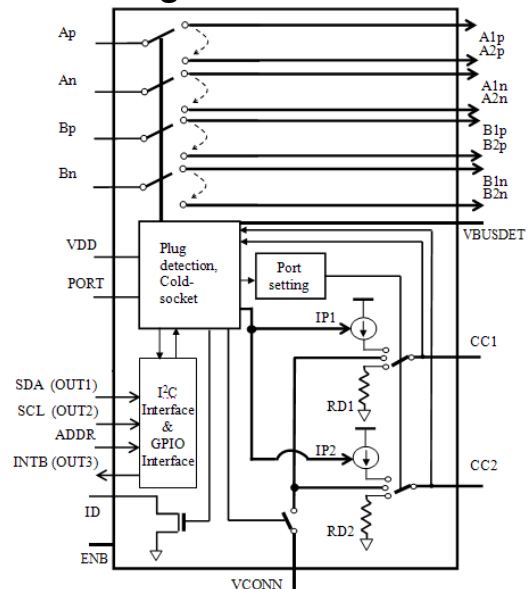 Ap
A1p
A2p
An
A1n
A2n
Bp
B1p
B2p
Bn
B1n
B2n
VBUSDET
VDD
Plug
detection,
Cold-
socket
Port
setting
PORT
IP1
CC1
RD1
SDA (OUT1)
SCL (OUT2)
ADDR
INTB (OUT3)
I2C
Interface
&
GPIO
Interface
IP2
CC2
RD2
ID
ENB
VCONN